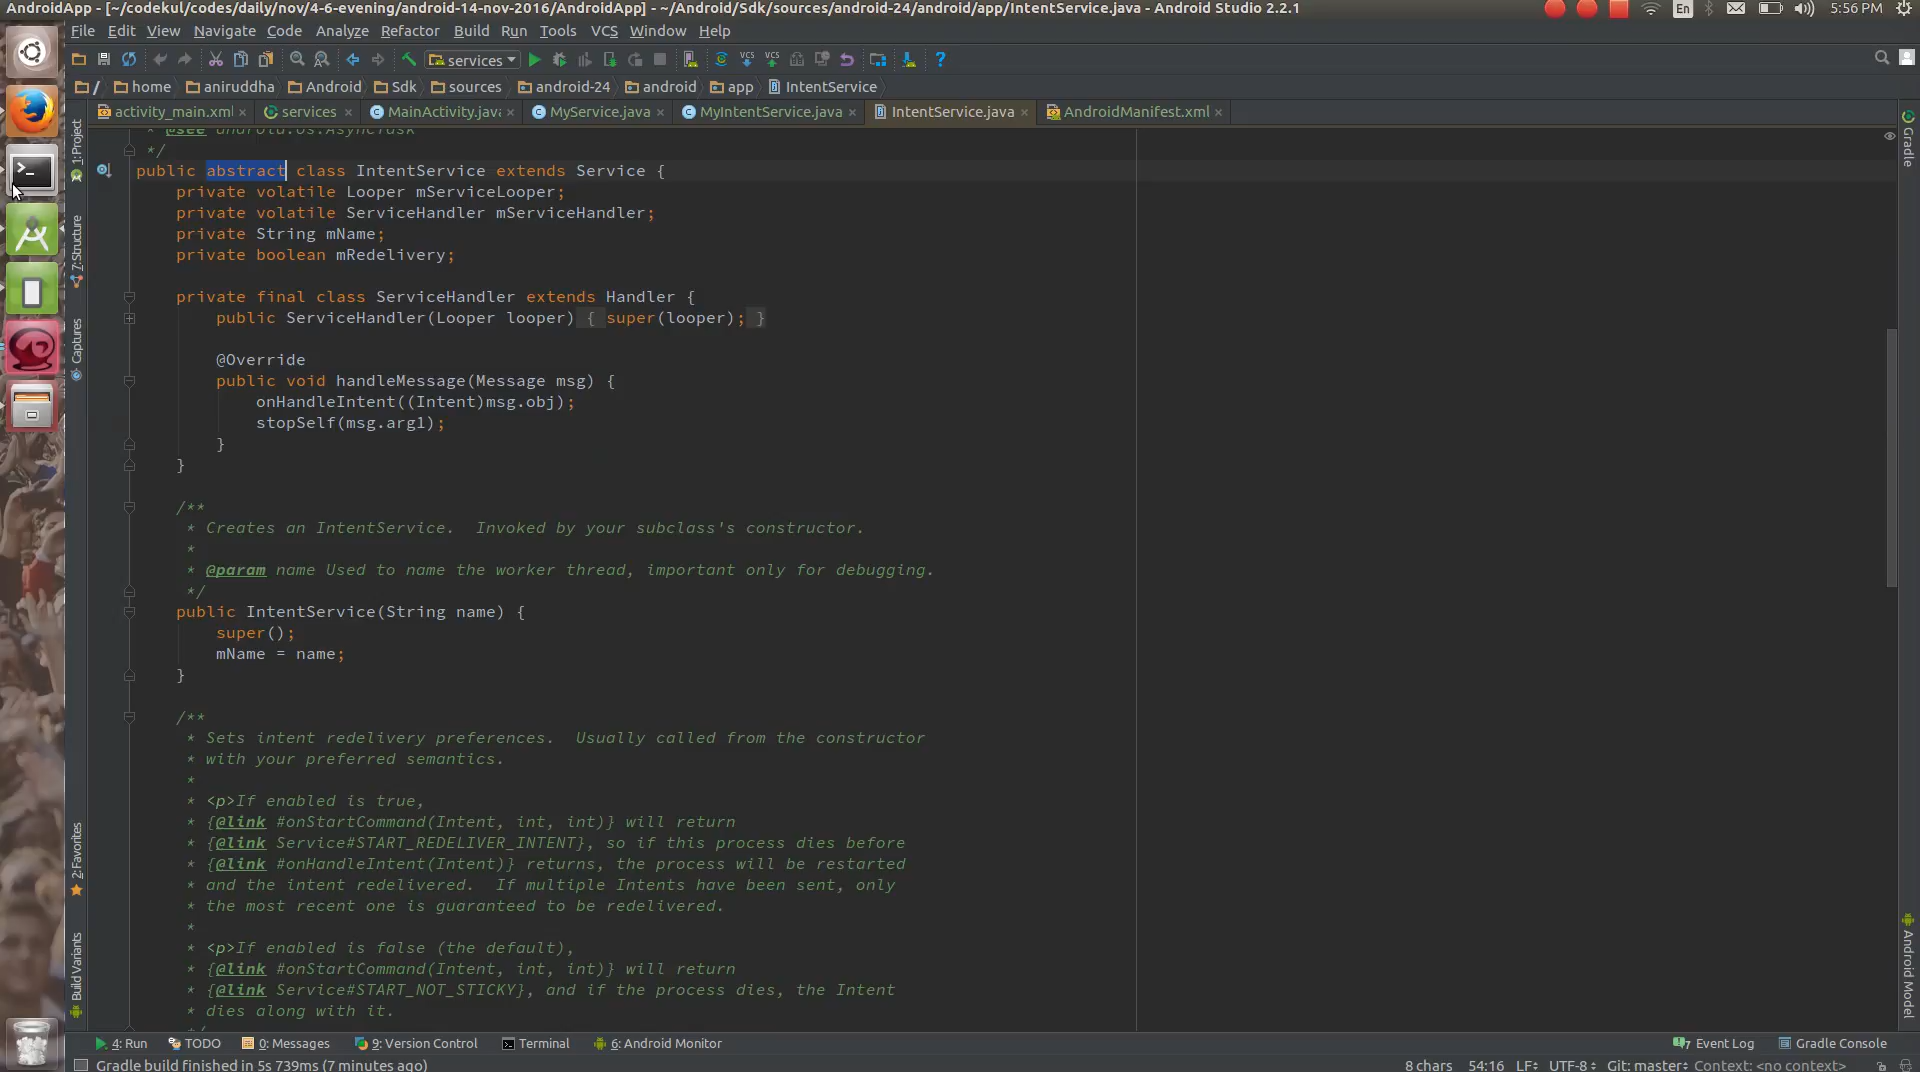 AndroidApp - [~/codekul/codes/daily/nov/4-6-evening/android-14-nov-2016/AndroidApp] - ~/Android/Sdk/sources/android-24/android/app/IntentService.java - Android Studio 2.2.1
En
5:56 PM
File Edit View Navigate Code Analyze Refactor Build Run Tools VCS Window Help
services
/ home aniruddha Android Sdk sources android-24 android app IntentService
activity_main.xml services MainActivity.java MyService.java MyIntentService.java IntentService.java AndroidManifest.xml
* @see android.os.AsyncTask
*/
public abstract class IntentService extends Service {
private volatile Looper mServiceLooper;
private volatile ServiceHandler mServiceHandler;
private String mName;
private boolean mRedelivery;
private final class ServiceHandler extends Handler {
public ServiceHandler(Looper looper) { super(looper); }
@Override
public void handleMessage(Message msg) {
onHandleIntent((Intent)msg.obj);
stopSelf(msg.arg1);
}
}
/**
* Creates an IntentService.  Invoked by your subclass's constructor.
*
* @param name Used to name the worker thread, important only for debugging.
*/
public IntentService(String name) {
super();
mName = name;
}
/**
* Sets intent redelivery preferences.  Usually called from the constructor
* with your preferred semantics.
*
* <p>If enabled is true,
* {@link #onStartCommand(Intent, int, int)} will return
* {@link Service#START_REDELIVER_INTENT}, so if this process dies before
* {@link #onHandleIntent(Intent)} returns, the process will be restarted
* and the intent redelivered.  If multiple Intents have been sent, only
* the most recent one is guaranteed to be redelivered.
*
* <p>If enabled is false (the default),
* {@link #onStartCommand(Intent, int, int)} will return
* {@link Service#START_NOT_STICKY}, and if the process dies, the Intent
* dies along with it.
*/
1: Project
7: Structure
Captures
2: Favorites
Build Variants
Gradle
Android Model
4: Run TODO 0: Messages 9: Version Control Terminal 6: Android Monitor
7 Event Log Gradle Console
Gradle build finished in 5s 739ms (7 minutes ago)
8 chars 54:16 LF UTF-8 Git: master Context: <no context>